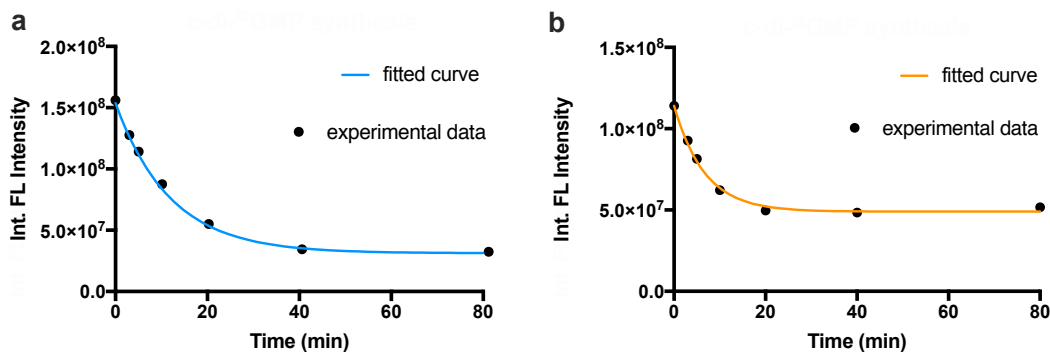 a
2.0×10⁸
1.5×10⁸
1.0×10⁸
5.0×10⁷
0.0
Int. FL Intensity
fitted curve
experimental data
0 20 40 60 80
Time (min)
b
1.5×10⁸
1.0×10⁸
5.0×10⁷
0.0
Int. FL Intensity
fitted curve
experimental data
0 20 40 60 80
Time (min)